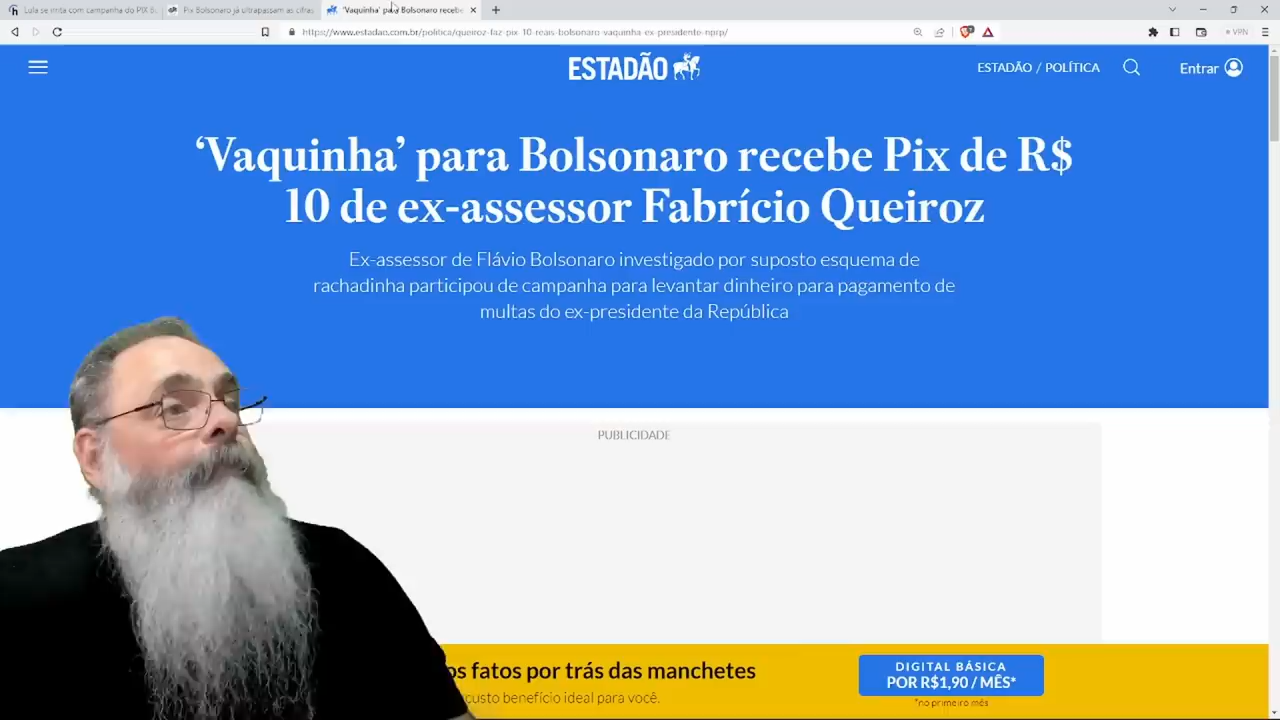 Lula se irrita com campanha do PIX B
Pix Bolsonaro já ultrapassam as cifras
'Vaquinha' para Bolsonaro recebe
https://www.estadao.com.br/politica/queiroz-faz-pix-10-reais-bolsonaro-vaquinha-ex-presidente-nprp/
VPN
ESTADÃO
ESTADÃO / POLÍTICA
Entrar
‘Vaquinha’ para Bolsonaro recebe Pix de R$
10 de ex-assessor Fabrício Queiroz
Ex-assessor de Flávio Bolsonaro investigado por suposto esquema de
rachadinha participou de campanha para levantar dinheiro para pagamento de
multas do ex-presidente da República
PUBLICIDADE
os fatos por trás das manchetes
custo benefício ideal para você.
DIGITAL BÁSICA
POR R$1,90 / MÊS*
*no primeiro mês